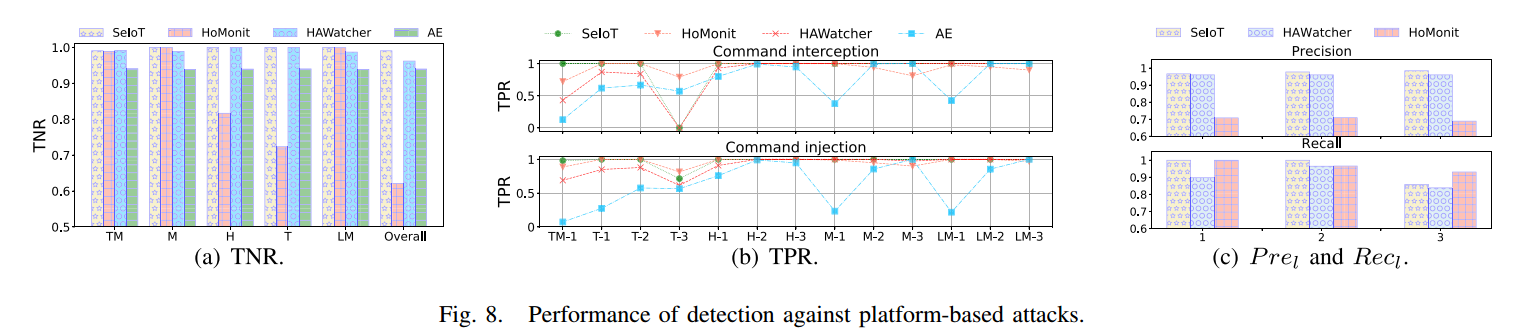 SeIoT HoMonit HAWatcher AE
1.0
0.9
0.8
0.7
0.6
0.5
TNR
TM M H T LM Overall
(a) TNR.
SeIoT HoMonit HAWatcher AE
Command interception
1
0.5
0
TPR
Command injection
1
0.5
0
TPR
TM-1 T-1 T-2 T-3 H-1 H-2 H-3 M-1 M-2 M-3 LM-1 LM-2 LM-3
(b) TPR.
SeIoT HAWatcher HoMonit
Precision
1
0.9
0.8
0.7
0.6
Recall
1
0.9
0.8
0.7
0.6
1 2 3
(c) Pre_l and Rec_l.
Fig. 8. Performance of detection against platform-based attacks.